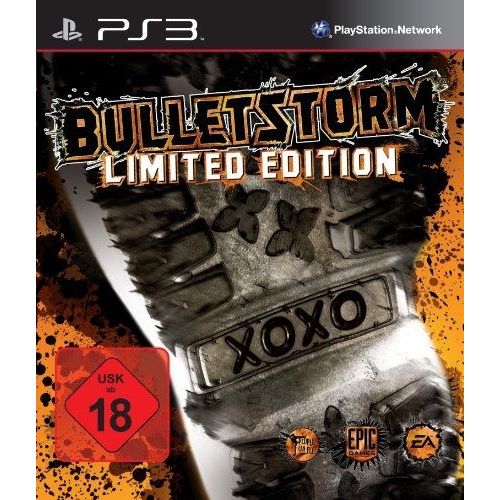 PS3
PlayStation®Network
BULLETSTORM
LIMITED EDITION
XOXO
USK
ab
18
EPIC
GAMES
EA